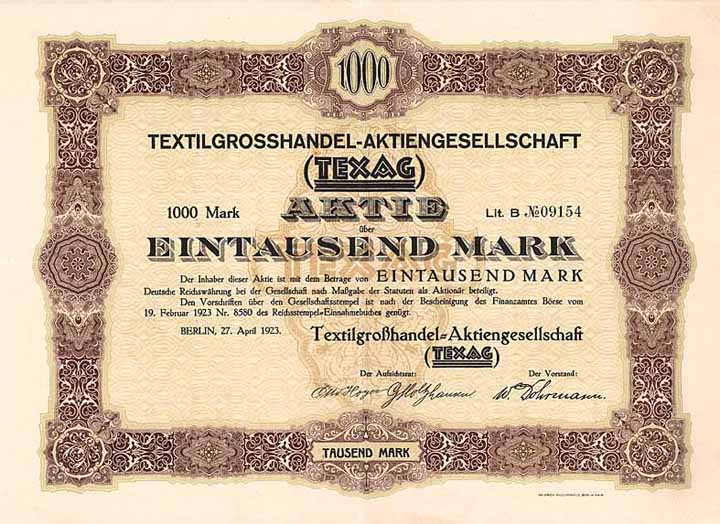 1000
TEXTILGROSSHANDEL-AKTIENGESELLSCHAFT
(TEXAG)
1000 Mark AKTIE Lit. B № 09154
über
EINTAUSEND MARK
Der Inhaber dieser Aktie ist mit dem Betrage von EINTAUSEND MARK
Deutsche Reichswährung bei der Gesellschaft nach Maßgabe der Statuten als Aktionär beteiligt.
Den Vorschriften über den Gesellschaftsstempel ist nach der Bescheinigung des Finanzamtes Börse vom
19. Februar 1923 Nr. 8580 des Reichsstempel-Einnahmebuches genügt.
BERLIN, 27. April 1923. Textilgroßhandel-Aktiengesellschaft
(TEXAG)
Der Aufsichtsrat: Der Vorstand:
W. Dohrmann.
TAUSEND MARK